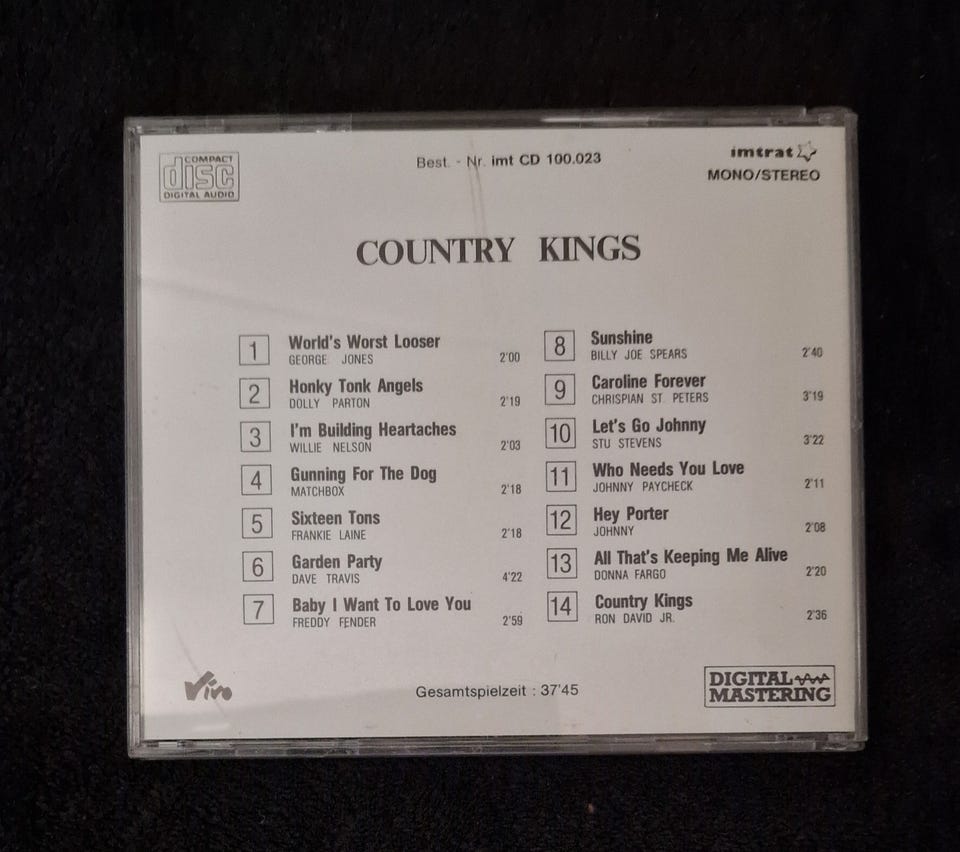 COMPACT
disc
DIGITAL AUDIO
Best. - Nr. imt CD 100.023
imtrat
MONO/STEREO
COUNTRY KINGS
1 World's Worst Looser
GEORGE JONES 2'00
2 Honky Tonk Angels
DOLLY PARTON 2'19
3 I'm Building Heartaches
WILLIE NELSON 2'03
4 Gunning For The Dog
MATCHBOX 2'18
5 Sixteen Tons
FRANKIE LAINE 2'18
6 Garden Party
DAVE TRAVIS 4'22
7 Baby I Want To Love You
FREDDY FENDER 2'59
8 Sunshine
BILLY JOE SPEARS 2'40
9 Caroline Forever
CHRISPIAN ST. PETERS 3'19
10 Let's Go Johnny
STU STEVENS 3'22
11 Who Needs You Love
JOHNNY PAYCHECK 2'11
12 Hey Porter
JOHNNY 2'08
13 All That's Keeping Me Alive
DONNA FARGO 2'20
14 Country Kings
RON DAVID JR. 2'36
Vivo
Gesamtspielzeit : 37'45
DIGITAL
MASTERING